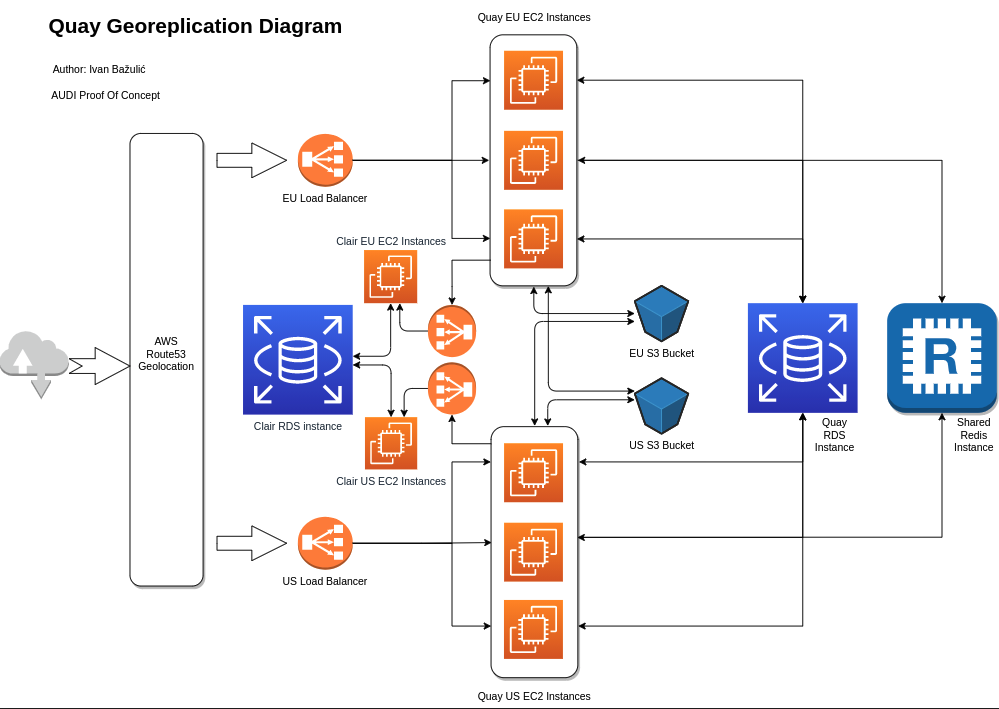 Quay Georeplication Diagram
Quay EU EC2 Instances
Author: Ivan Bažulić
AUDI Proof Of Concept
EU Load Balancer
Clair EU EC2 Instances
AWS
Route53
Geolocation
EU S3 Bucket
Clair RDS instance
US S3 Bucket
R
Quay
RDS
Instance
Shared
Redis
Instance
Clair US EC2 Instances
US Load Balancer
Quay US EC2 Instances